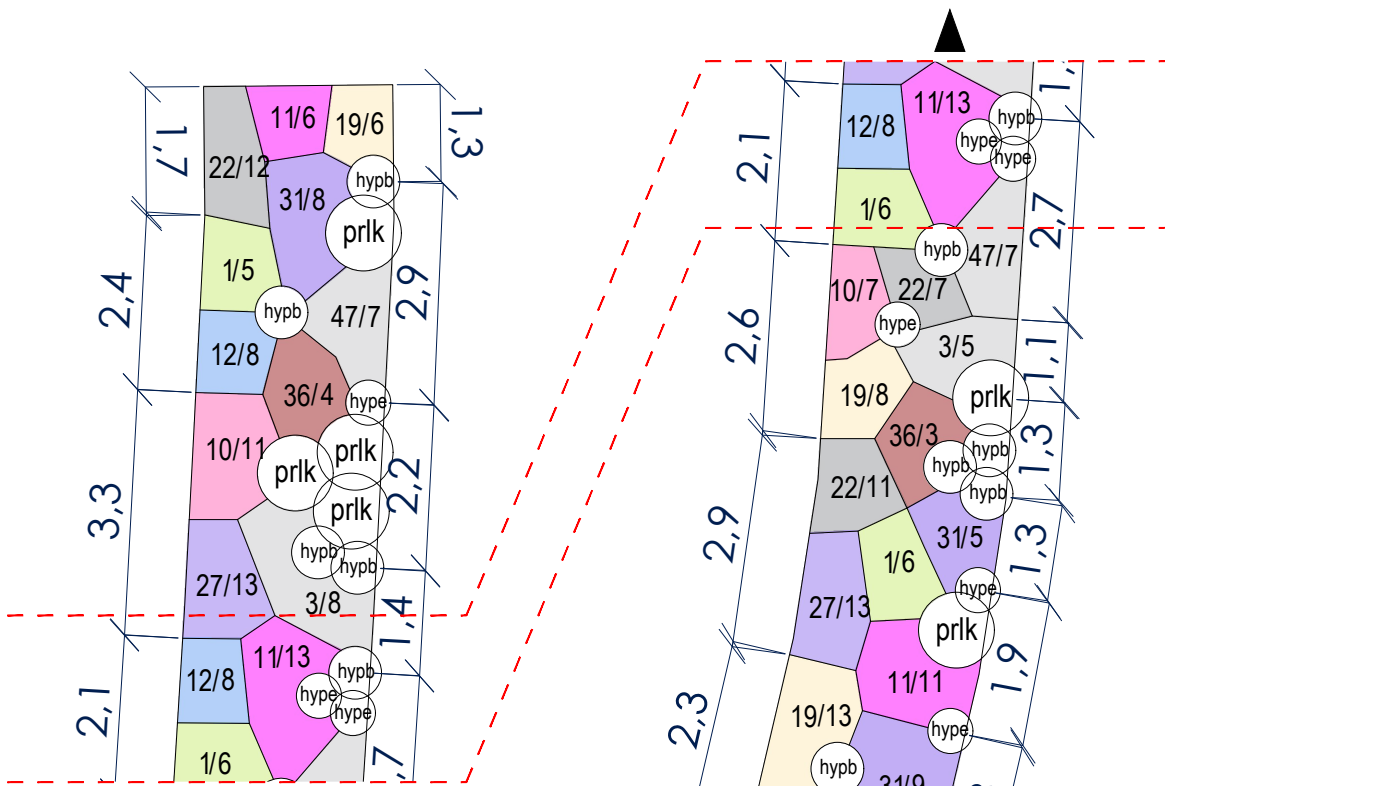 11/6
19/6
1,7
1,3
22/12
hypb
31/8
prlk
1/5
2,4
2,9
hypb
47/7
12/8
36/4
hype
10/11
prlk
prlk
2,2
3,3
prlk
hypb
hypb
27/13
3/8
1,4
11/13
hypb
12/8
hype
hype
2,1
1/6
,7
11/13
12/8
hypb
hype
hype
2,1
1/6
2,7
hypb
47/7
10/7
22/7
hype
2,6
3/5
1,1
19/8
prlk
36/3
hypb
1,3
hypb
22/11
hypb
2,9
31/5
1,3
1/6
hype
27/13
prlk
11/11
1,9
19/13
2,3
hype
hypb
31/9